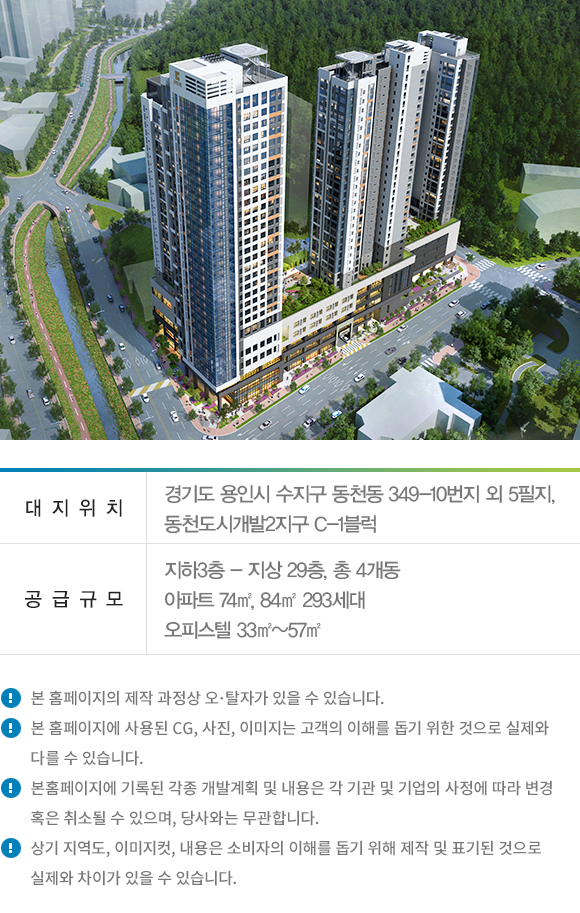 대지위치
경기도 용인시 수지구 동천동 349-10번지 외 5필지,
동천도시개발2지구 C-1블럭
공급규모
지하3층 - 지상 29층, 총 4개동
아파트 74㎡, 84㎡ 293세대
오피스텔 33㎡~57㎡
본 홈페이지의 제작 과정상 오·탈자가 있을 수 있습니다.
본 홈페이지에 사용된 CG, 사진, 이미지는 고객의 이해를 돕기 위한 것으로 실제와
다를 수 있습니다.
본홈페이지에 기록된 각종 개발계획 및 내용은 각 기관 및 기업의 사정에 따라 변경
혹은 취소될 수 있으며, 당사와는 무관합니다.
상기 지역도, 이미지컷, 내용은 소비자의 이해를 돕기 위해 제작 및 표기된 것으로
실제와 차이가 있을 수 있습니다.